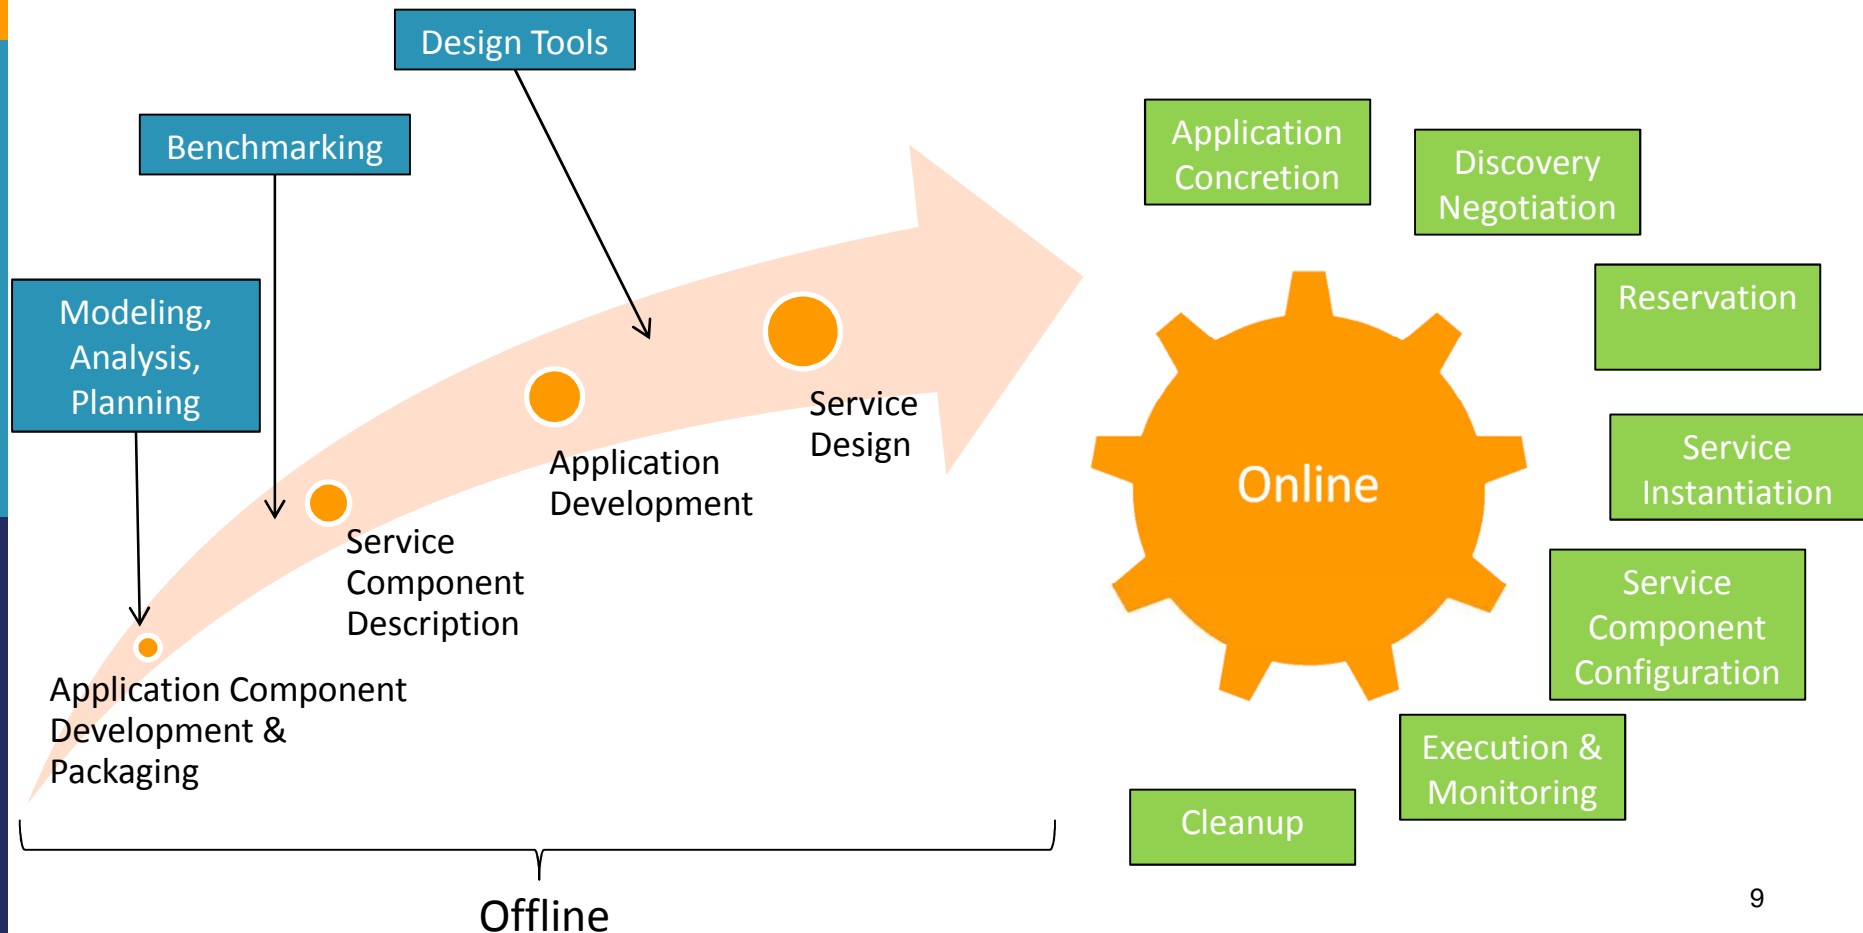 Design Tools
Benchmarking
Modeling,
Analysis,
Planning
Application Component
Development &
Packaging
Service
Component
Description
Application
Development
Service
Design
Offline
Online
Application
Concretion
Discovery
Negotiation
Reservation
Service
Instantiation
Service
Component
Configuration
Execution &
Monitoring
Cleanup
9